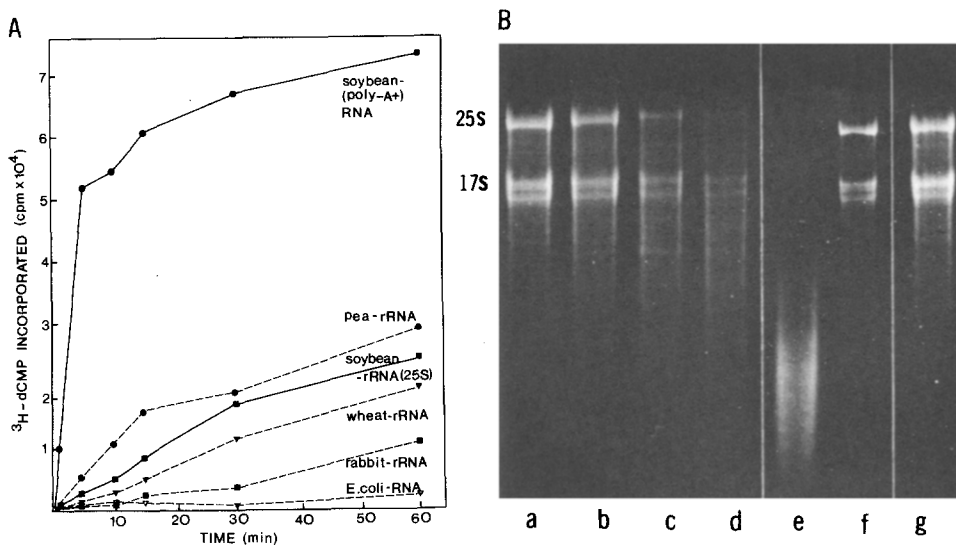 A
7
6
5
4
3
2
1
³H-dCMP INCORPORATED (cpm x 10⁴)
soybean-
(poly-A+)
RNA
pea-rRNA
soybean
-rRNA(25S)
wheat-rRNA
rabbit-rRNA
E.coli-RNA
10 20 30 40 50 60
TIME (min)
B
25S
17S
a b c d e f g